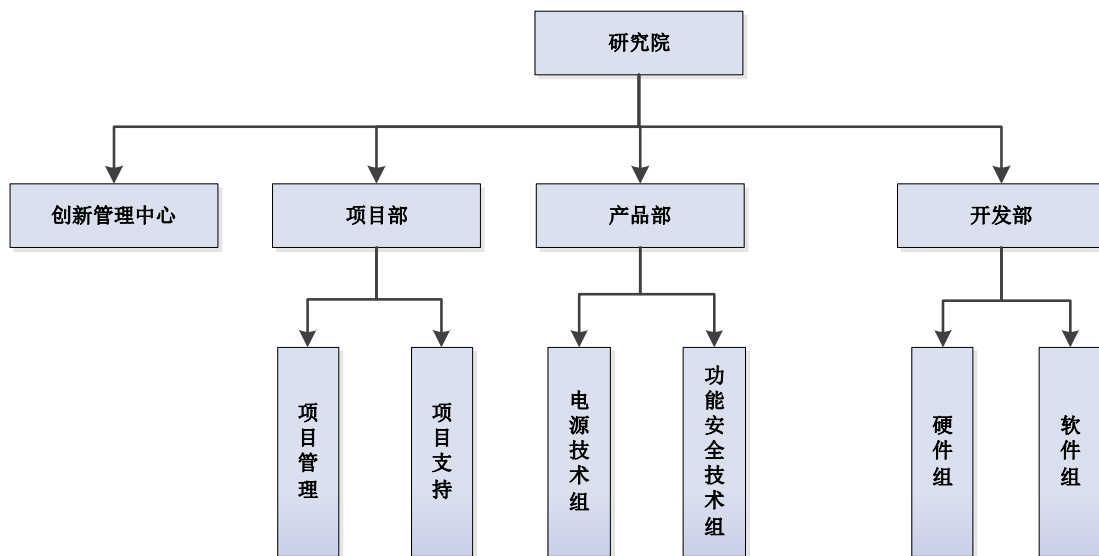 研究院
创新管理中心
项目部
产品部
开发部
项目管理
项目支持
电源技术组
功能安全技术组
硬件组
软件组